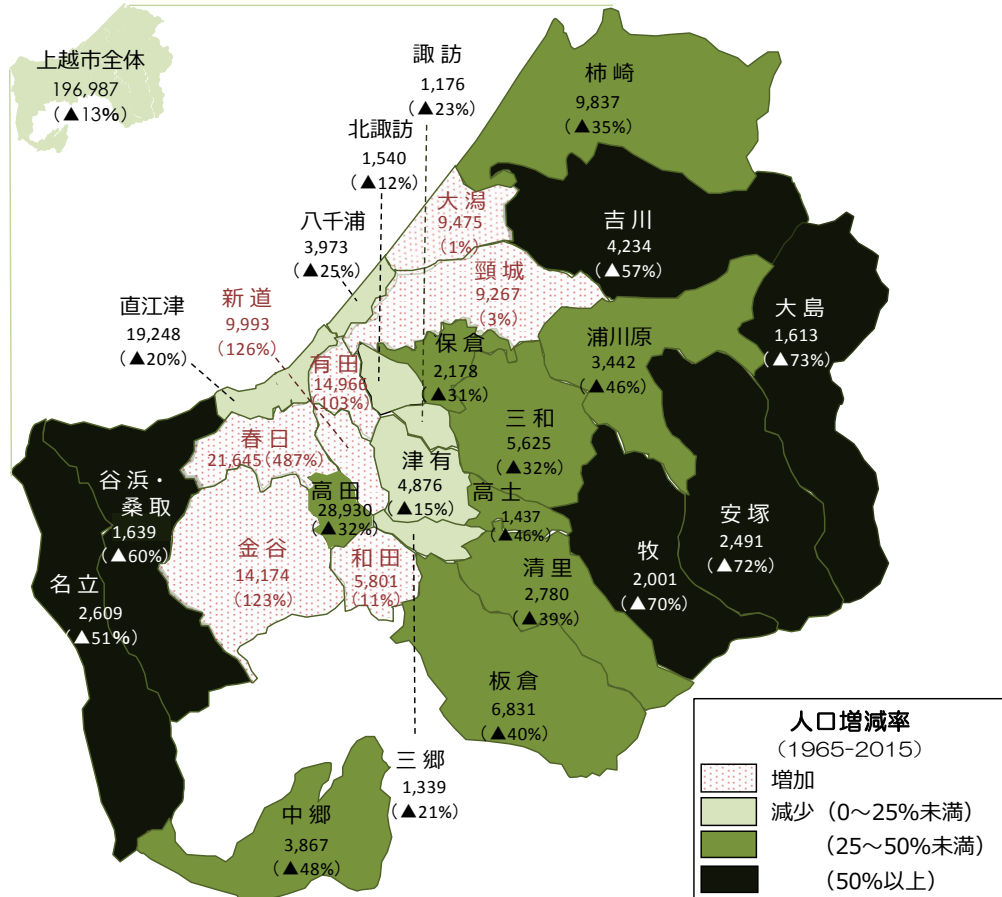 上越市全体
196,987
(▲13%)
諏訪
1,176
(▲23%)
北諏訪
1,540
(▲12%)
八千浦
3,973
(▲25%)
新道
9,993
(126%)
直江津
19,248
(▲20%)
柿崎
9,837
(▲35%)
大潟
9,475
(1%)
吉川
4,234
(▲57%)
頸城
9,267
(3%)
大島
1,613
(▲73%)
浦川原
3,442
(▲46%)
保倉
2,178
(▲31%)
有田
14,966
(103%)
三和
5,625
(▲32%)
春日
21,645(487%)
津有
4,876
(▲15%)
高田
28,930
(▲32%)
高士
1,437
(▲46%)
谷浜・
桑取
1,639
(▲60%)
安塚
2,491
(▲72%)
金谷
14,174
(123%)
和田
5,801
(11%)
清里
2,780
(▲39%)
牧
2,001
(▲70%)
名立
2,609
(▲51%)
板倉
6,831
(▲40%)
三郷
1,339
(▲21%)
中郷
3,867
(▲48%)
人口増減率
(1965-2015)
増加
減少(0~25%未満)
(25~50%未満)
(50%以上)